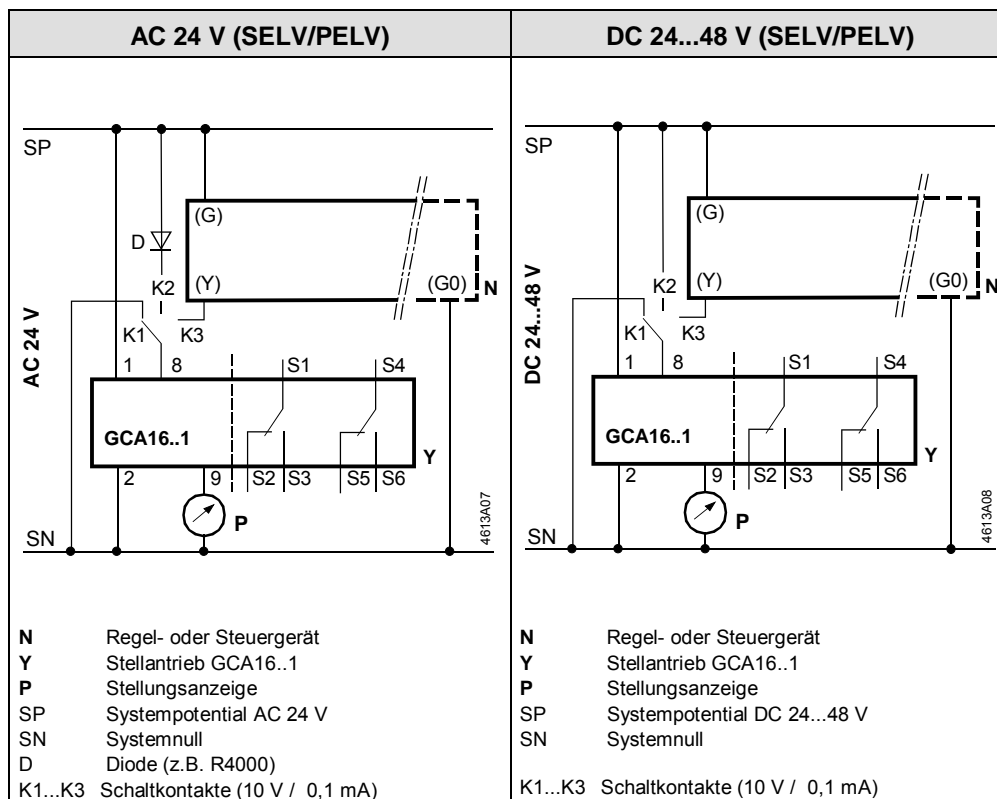 AC 24 V (SELV/PELV)
SP
(G)
D
K2
(Y)
(G0)
N
K1
K3
AC 24 V
1
8
S1
S4
GCA16..1
Y
2
9
S2
S3
S5
S6
P
SN
4613A07
N Regel- oder Steuergerät
Y Stellantrieb GCA16..1
P Stellungsanzeige
SP Systempotential AC 24 V
SN Systemnull
D Diode (z.B. R4000)
K1...K3 Schaltkontakte (10 V / 0,1 mA)
DC 24...48 V (SELV/PELV)
SP
(G)
K2
(Y)
(G0)
N
K1
K3
DC 24...48 V
1
8
S1
S4
GCA16..1
Y
2
9
S2
S3
S5
S6
P
SN
4613A08
N Regel- oder Steuergerät
Y Stellantrieb GCA16..1
P Stellungsanzeige
SP Systempotential DC 24...48 V
SN Systemnull
K1...K3 Schaltkontakte (10 V / 0,1 mA)